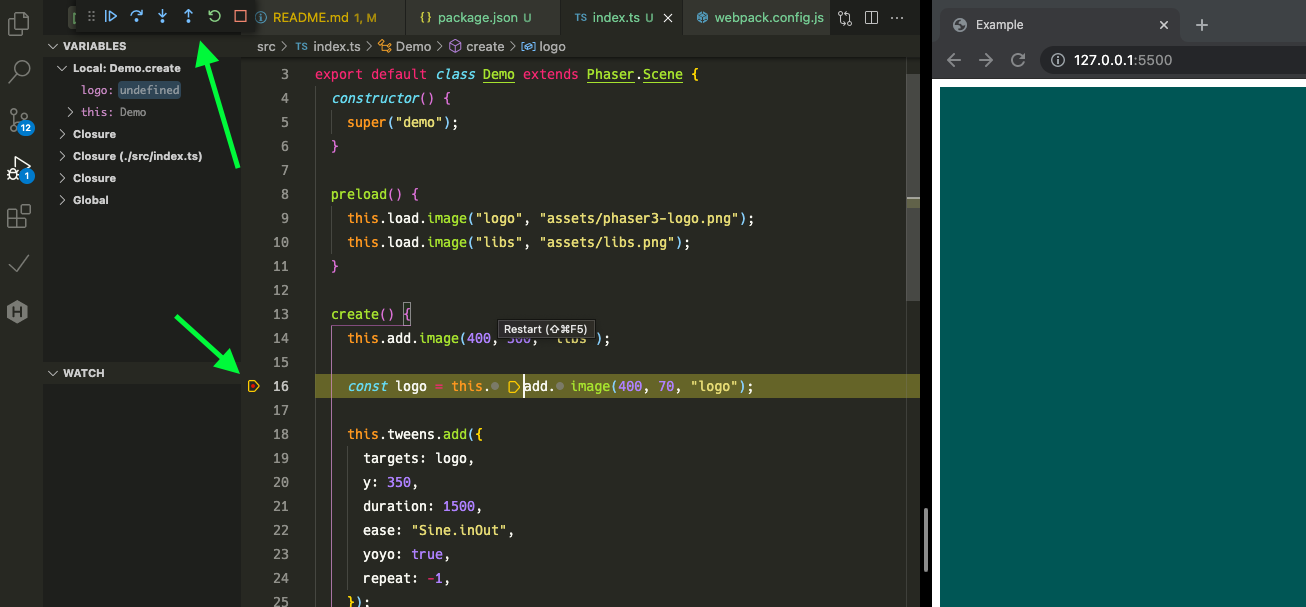 README.md 1, M
{} package.json U
TS index.ts U
webpack.config.js
Example
127.0.0.1:5500
VARIABLES
Local: Demo.create
logo: undefined
this: Demo
Closure
Closure (./src/index.ts)
Closure
Global
WATCH
12
1
H
src > TS index.ts > Demo > create > logo
3 export default class Demo extends Phaser.Scene {
4 constructor() {
5 super("demo");
6 }
7
8 preload() {
9 this.load.image("logo", "assets/phaser3-logo.png");
10 this.load.image("libs", "assets/libs.png");
11 }
12
13 create() {
Restart (⇧⌘F5)
14 this.add.image(400, 300, "libs");
15
16 const logo = this.add.image(400, 70, "logo");
17
18 this.tweens.add({
19 targets: logo,
20 y: 350,
21 duration: 1500,
22 ease: "Sine.inOut",
23 yoyo: true,
24 repeat: -1,
25 });